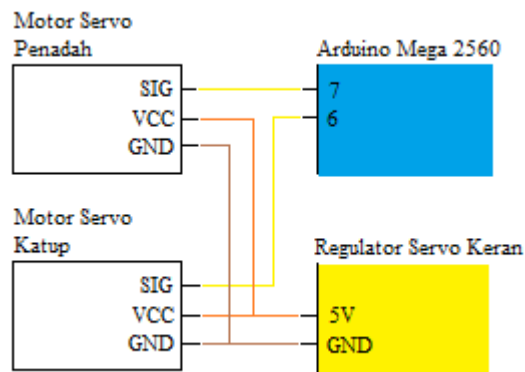 Motor Servo
Penadah
SIG
VCC
GND
Arduino Mega 2560
7
6
Motor Servo
Katup
SIG
VCC
GND
Regulator Servo Keran
5V
GND